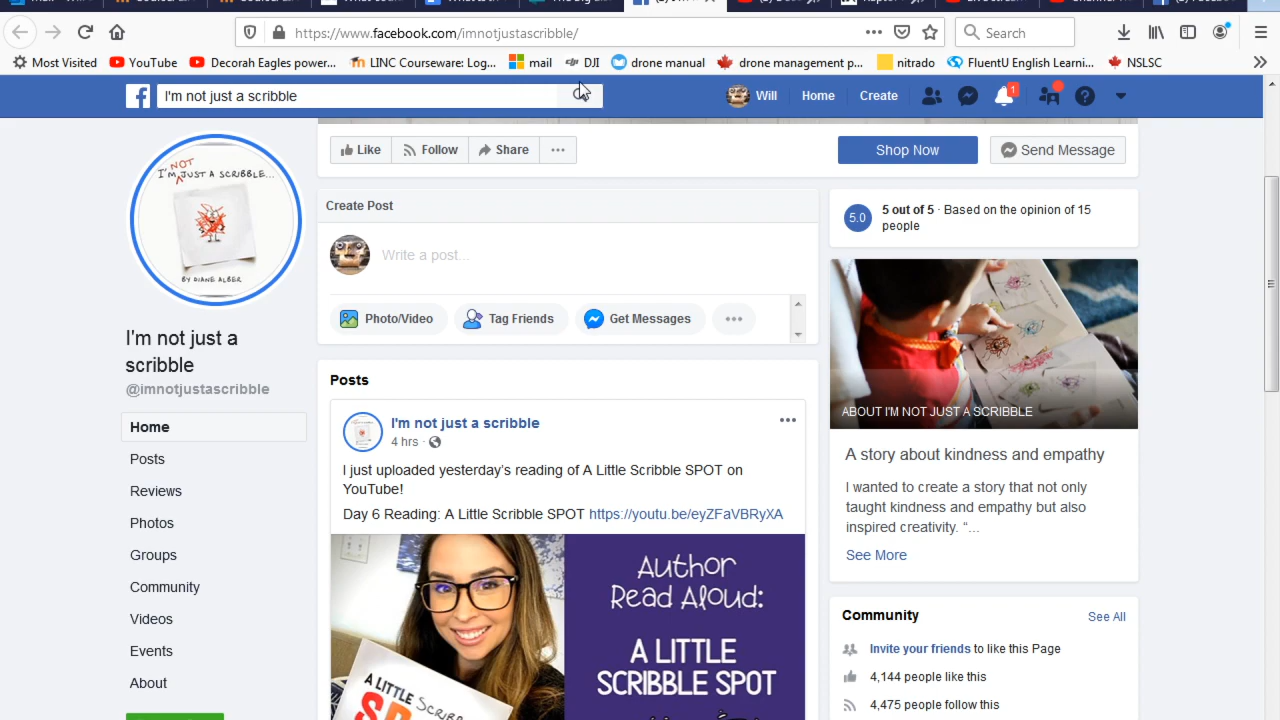 https://www.facebook.com/imnotjustascribble/
Search
Most Visited
YouTube
Decorah Eagles power...
LINC Courseware: Log...
mail
DJI
drone manual
drone management p...
nitrado
FluentU English Learni...
NSLSC
I'm not just a scribble
Will
Home
Create
1
I'M NOT JUST A SCRIBBLE...
BY DIANE ALBER
Like
Follow
Share
Shop Now
Send Message
Create Post
Write a post...
Photo/Video
Tag Friends
Get Messages
5.0
5 out of 5 · Based on the opinion of 15
people
I'm not just a
scribble
@imnotjustascribble
Home
Posts
Reviews
Photos
Groups
Community
Videos
Events
About
Posts
I'm not just a scribble
4 hrs ·
I just uploaded yesterday's reading of A Little Scribble SPOT on
YouTube!
Day 6 Reading: A Little Scribble SPOT https://youtu.be/eyZFaVBRyXA
Author
Read Aloud:
A LITTLE
SCRIBBLE SPOT
A LITTLE SCRIBBLE
ABOUT I'M NOT JUST A SCRIBBLE
A story about kindness and empathy
I wanted to create a story that not only
taught kindness and empathy but also
inspired creativity. “...
See More
Community
See All
Invite your friends to like this Page
4,144 people like this
4,475 people follow this